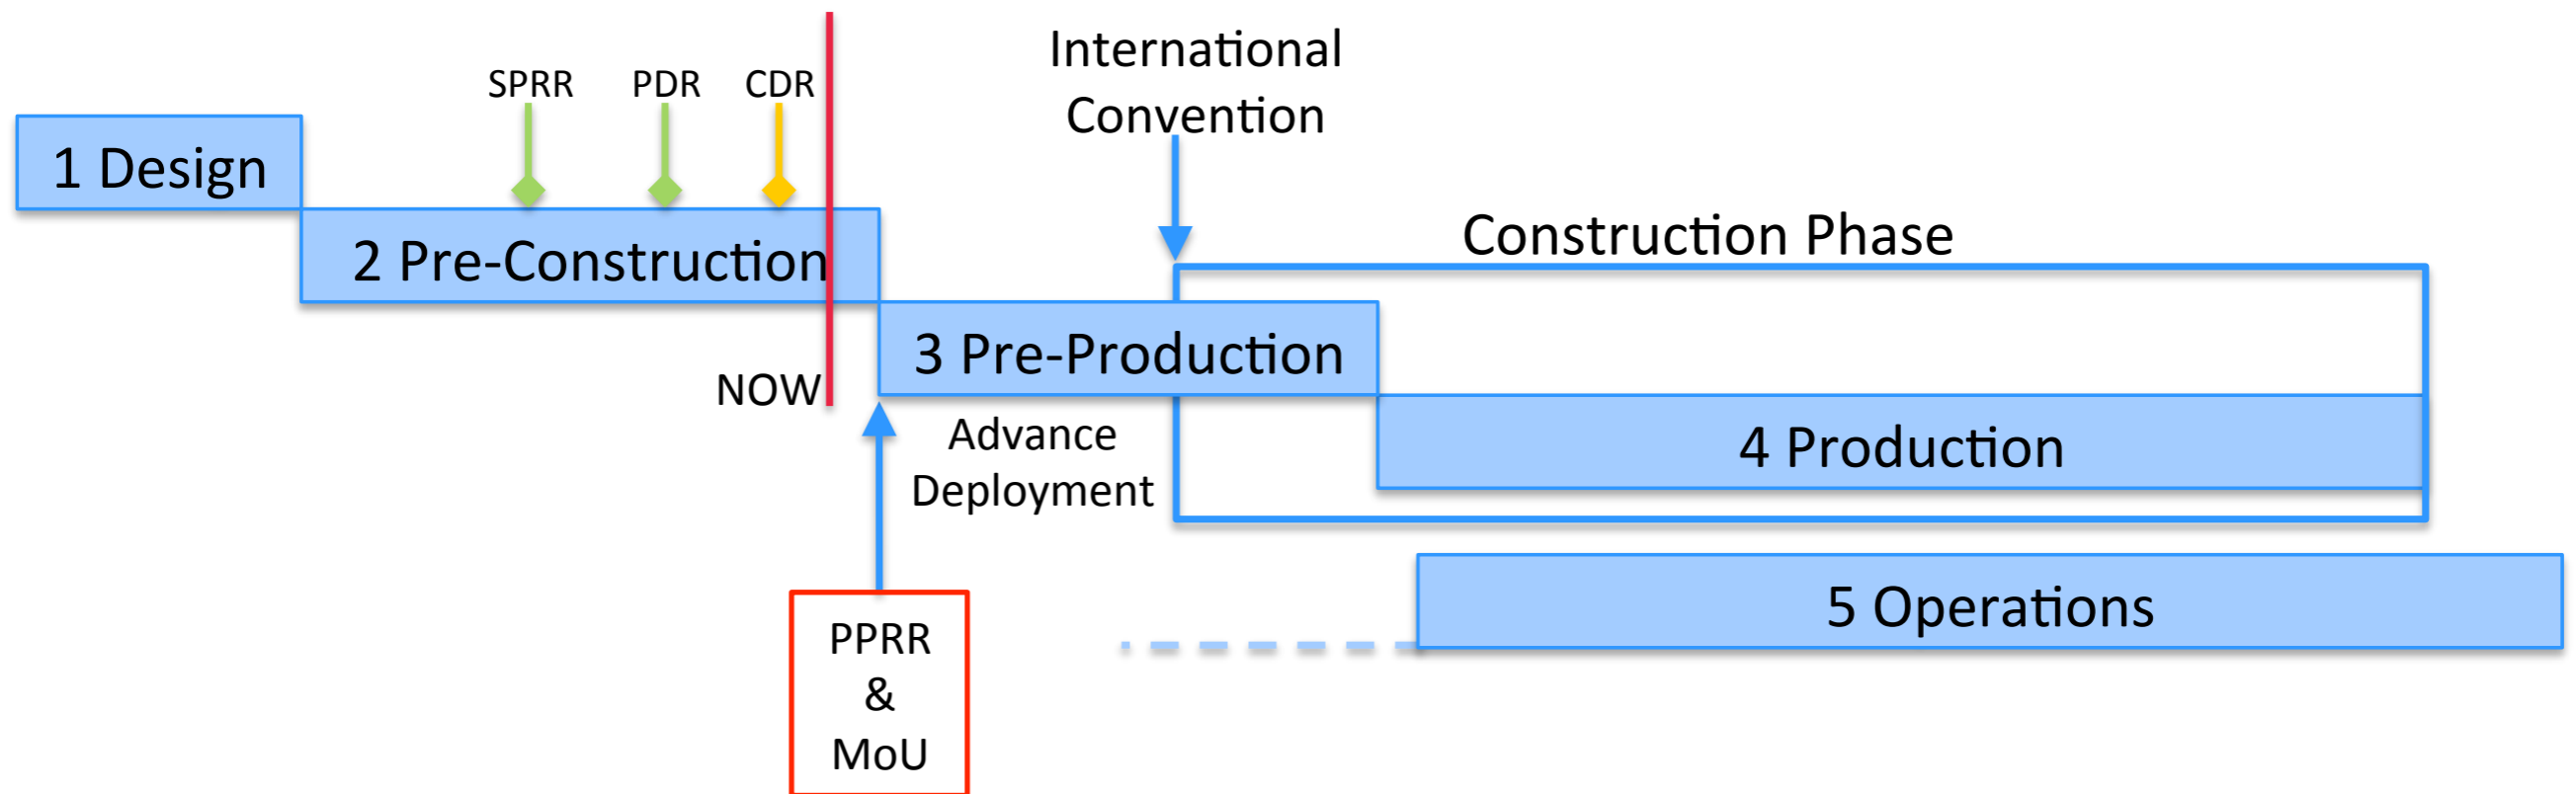 International
Convention
SPRR
PDR
CDR
1 Design
2 Pre-Construction
Construction Phase
3 Pre-Production
NOW
Advance
Deployment
4 Production
5 Operations
PPRR
&
MoU